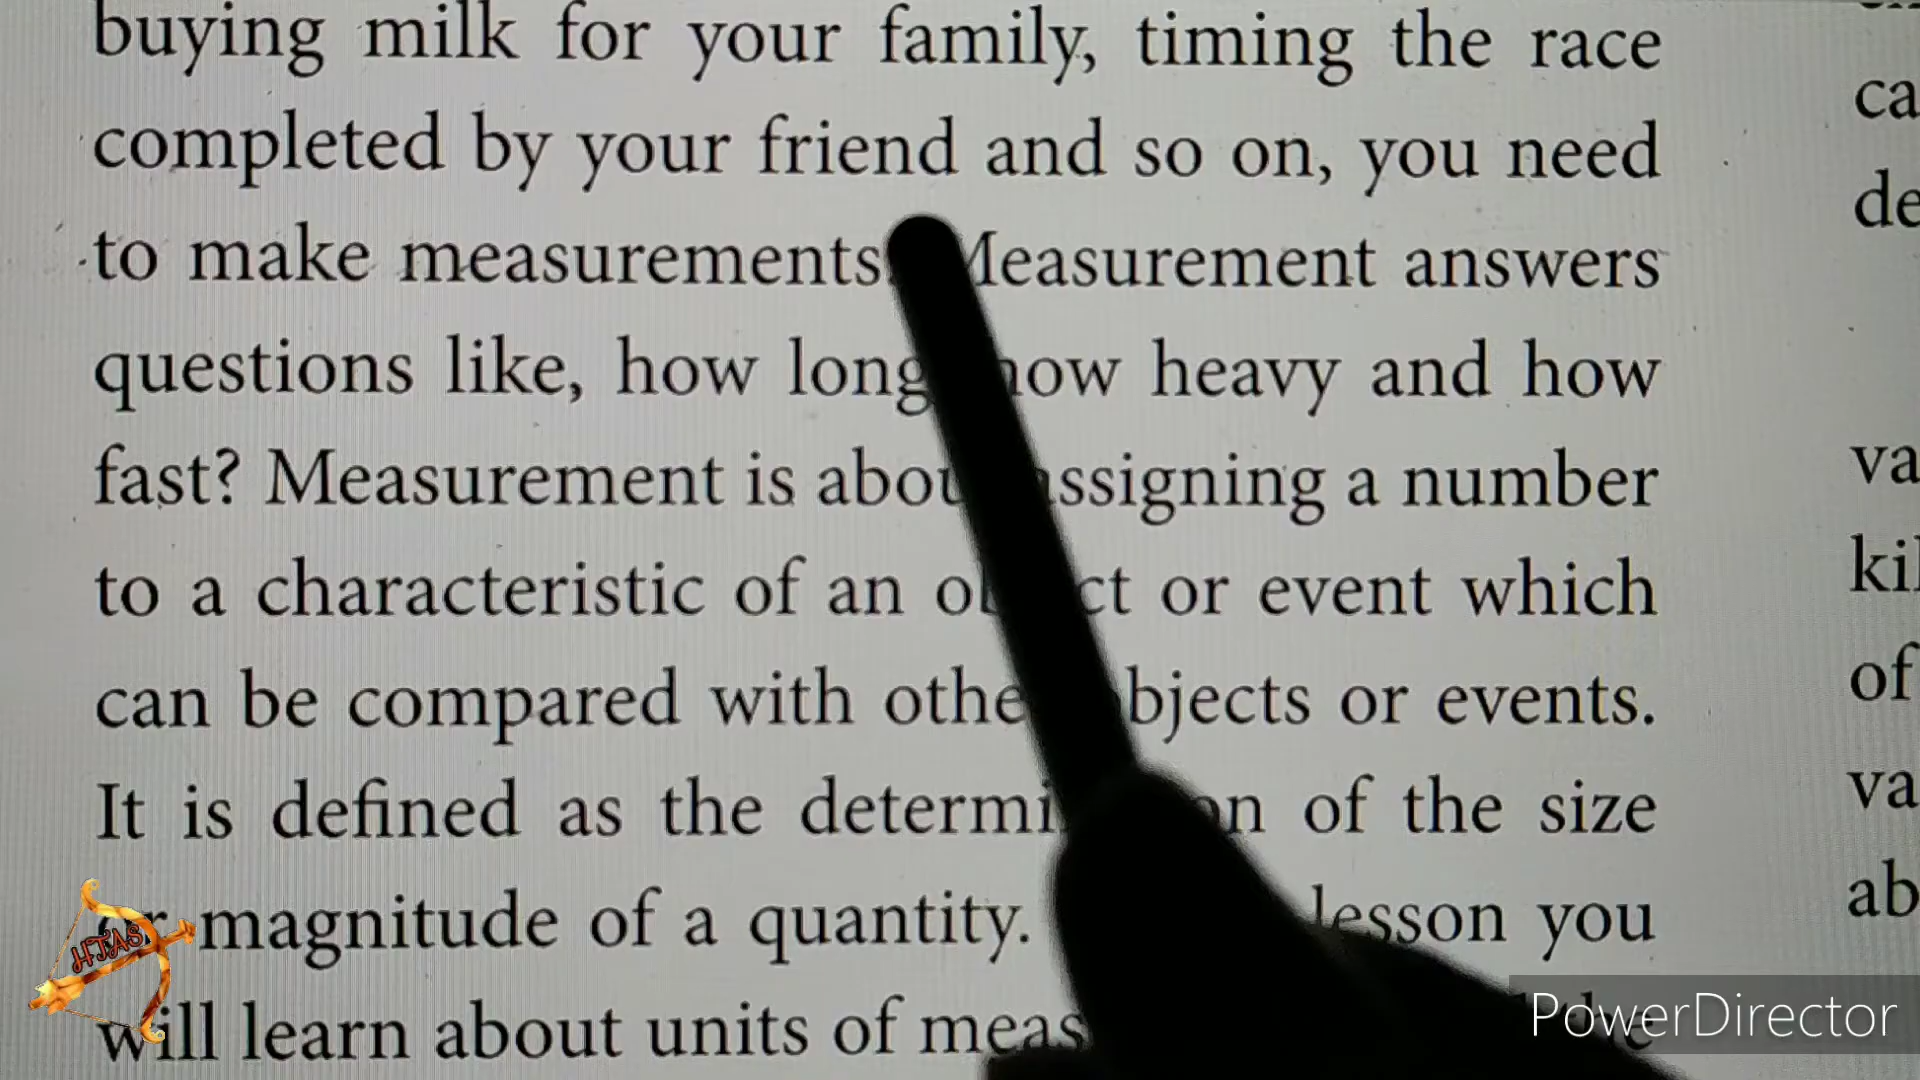 buying milk for your family, timing the race
completed by your friend and so on, you need
to make measurements Measurement answers
questions like, how long how heavy and how
fast? Measurement is about assigning a number
to a characteristic of an object or event which
can be compared with other objects or events.
It is defined as the determination of the size
or magnitude of a quantity. lesson you
will learn about units of
ca
de
va
kil
of
va
ab
HTAS
PowerDirector